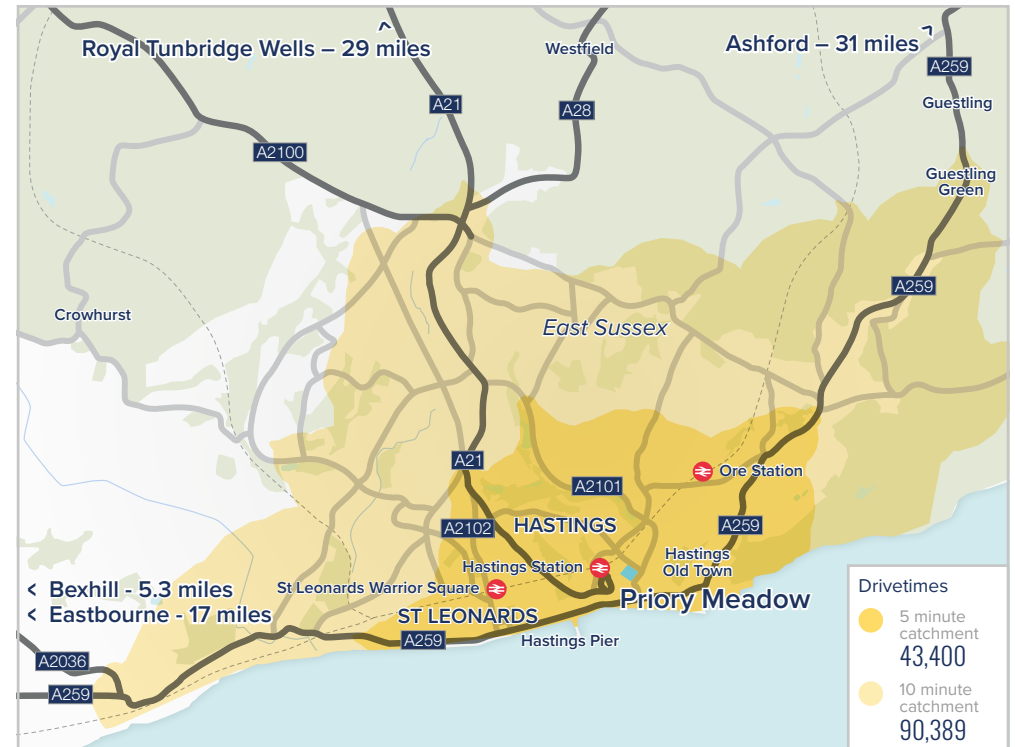 Royal Tunbridge Wells – 29 miles
Westfield
Ashford – 31 miles
A259
A21
A28
Guestling
A2100
Guestling
Green
A259
Crowhurst
East Sussex
A21
Ore Station
A2101
A2102
HASTINGS
A259
Hastings
Old Town
Hastings Station
St Leonards Warrior Square
< Bexhill - 5.3 miles
< Eastbourne - 17 miles
Priory Meadow
ST LEONARDS
A259
Hastings Pier
A2036
A259
Drivetimes
5 minute
catchment
43,400
10 minute
catchment
90,389